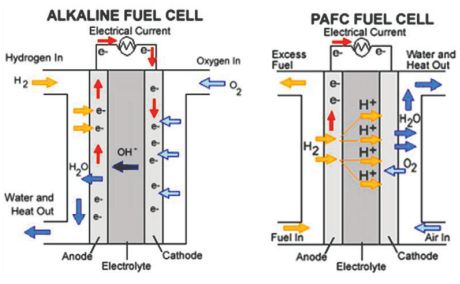 ALKALINE FUEL CELL
Electrical Current
e-
e-
Hydrogen In
Oxygen In
H2
O2
e-
e-
e-
e-
e-
e-
e-
OH-
H2O
e-
e-
e-
e-
Water and
Heat Out
Anode
Cathode
Electrolyte
PAFC FUEL CELL
Electrical Current
e-
e-
Excess
Fuel
Water and
Heat Out
e-
e-
H+
H+
H+
H+
H2O
H2
O2
Fuel In
Air In
Anode
Cathode
Electrolyte